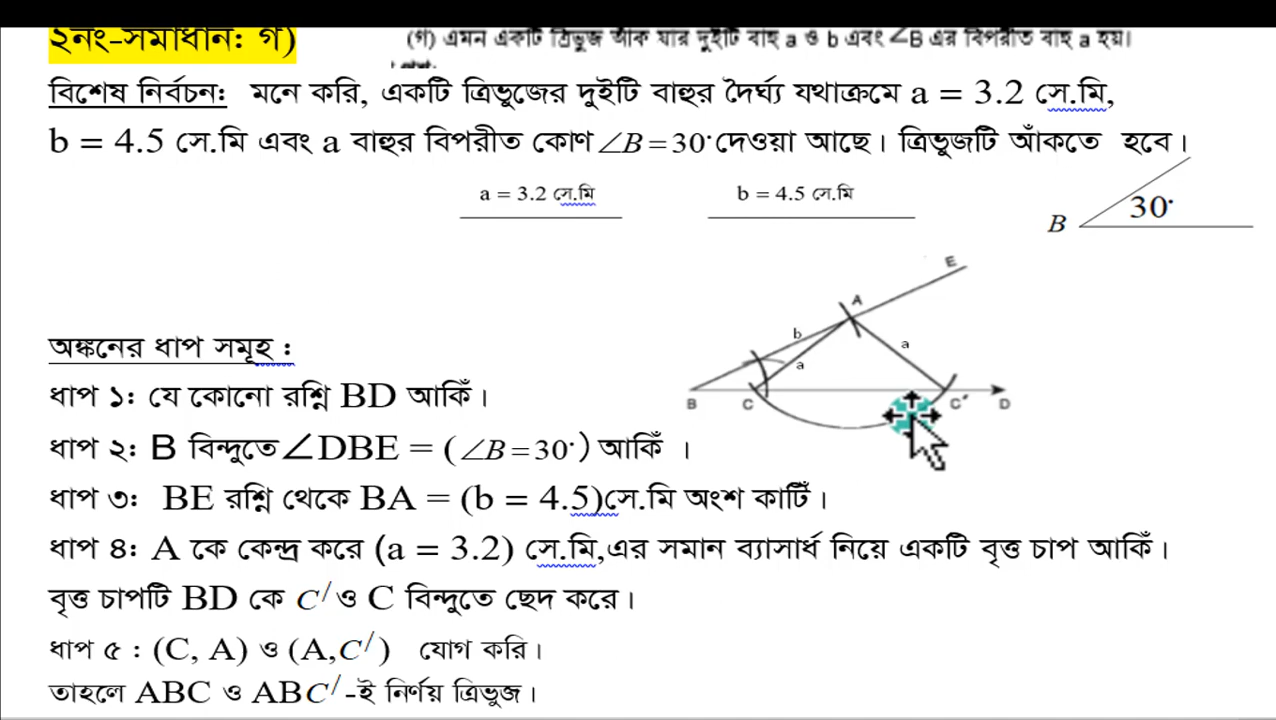 ২নং-সমাধান: গ)
(গ) এমন একটি ত্রিভুজ আঁক যার দুইটি বাহু a ও b এবং ∠B এর বিপরীত বাহু a হয়।
বিশেষ নির্বচন: মনে করি, একটি ত্রিভুজের দুইটি বাহুর দৈর্ঘ্য যথাক্রমে a = 3.2 সে.মি,
b = 4.5 সে.মি এবং a বাহুর বিপরীত কোণ ∠B = 30˙ দেওয়া আছে। ত্রিভুজটি আঁকতে হবে।
a = 3.2 সে.মি
b = 4.5 সে.মি
B 30˙
E
A
b
a
a
B C C′ D
অঙ্কনের ধাপ সমূহ :
ধাপ ১: যে কোনো রশ্মি BD আকিঁ।
ধাপ ২: B বিন্দুতে ∠DBE = (∠B = 30˙) আকিঁ ।
ধাপ ৩: BE রশ্মি থেকে BA = (b = 4.5)সে.মি অংশ কাটিঁ।
ধাপ 8: A কে কেন্দ্র করে (a = 3.2) সে.মি,এর সমান ব্যাসার্ধ নিয়ে একটি বৃত্ত চাপ আকিঁ।
বৃত্ত চাপটি BD কে C/ ও C বিন্দুতে ছেদ করে।
ধাপ ৫ : (C, A) ও (A,C/) যোগ করি।
তাহলে ABC ও ABC/ -ই নির্ণয় ত্রিভুজ।